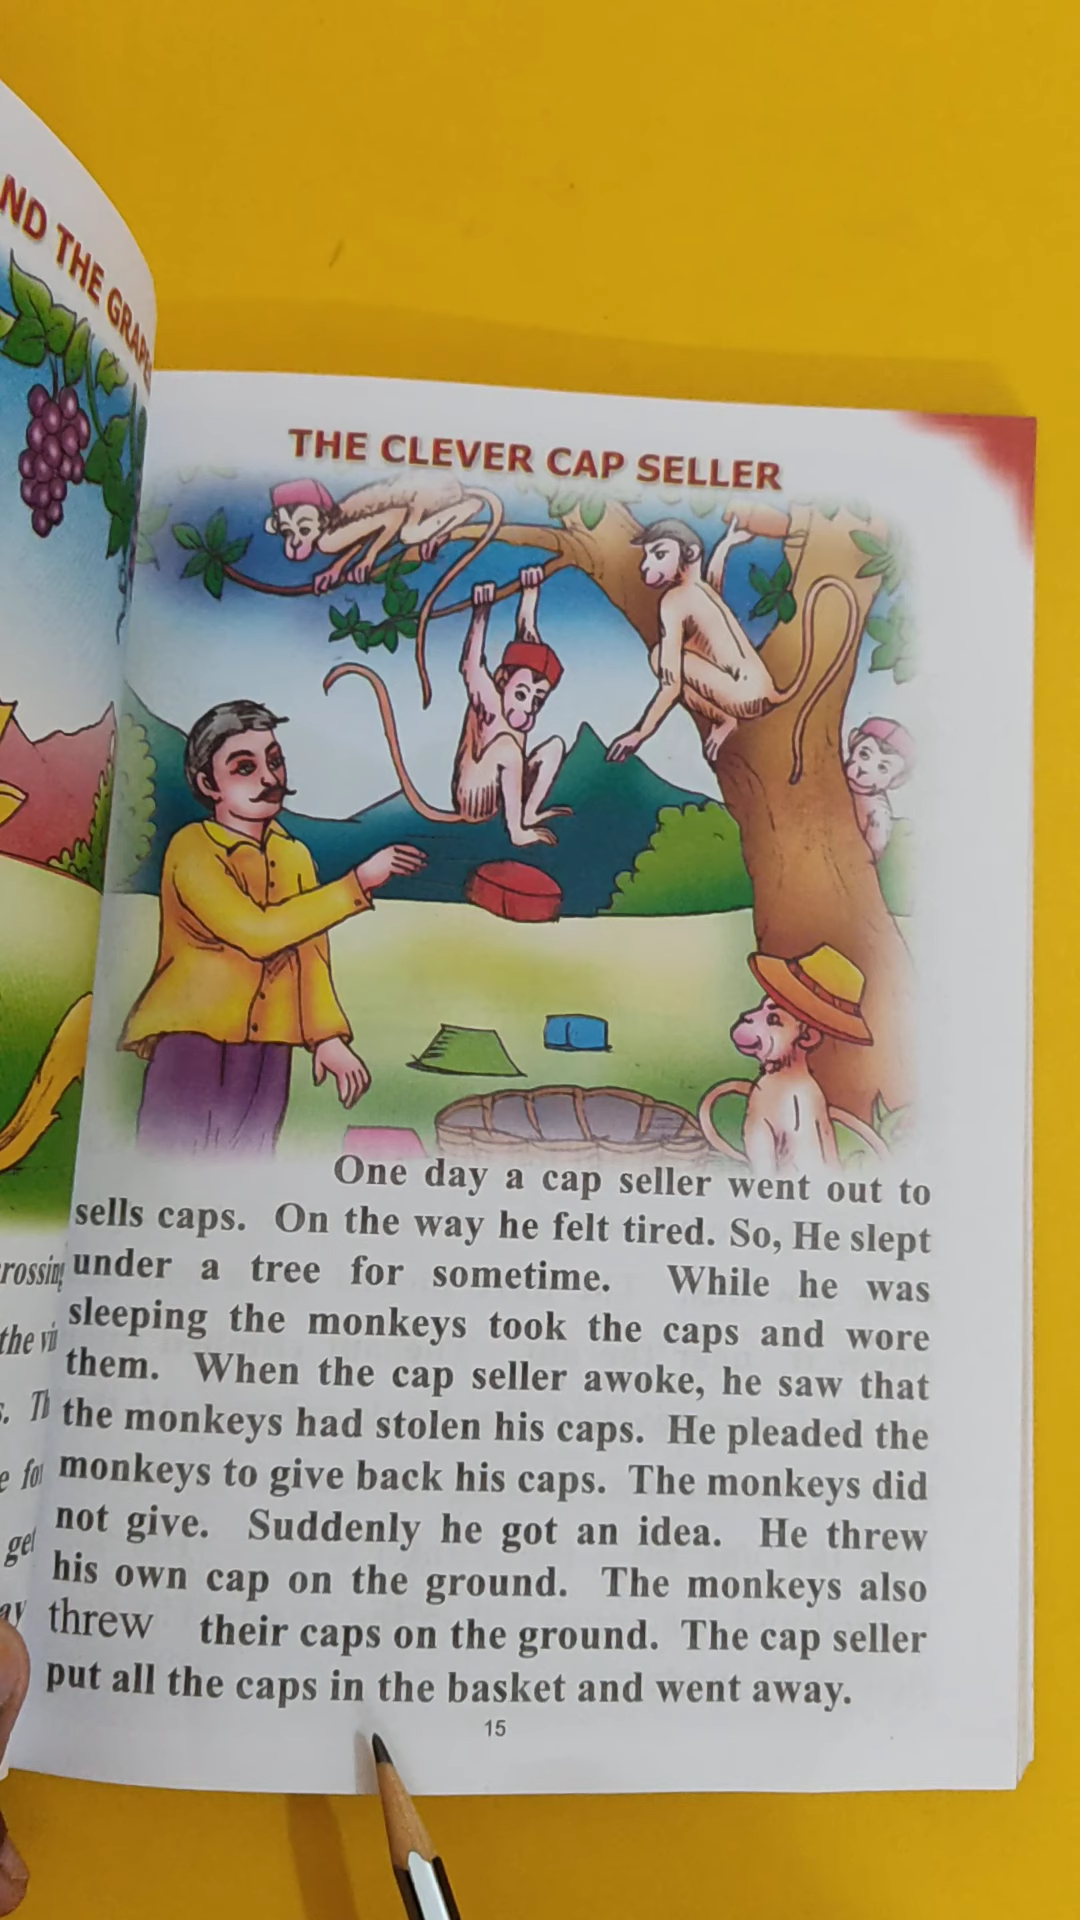 ND THE GRAPES
THE CLEVER CAP SELLER
One day a cap seller went out to
sells caps. On the way he felt tired. So, He slept
under a tree for sometime. While he was
sleeping the monkeys took the caps and wore
them. When the cap seller awoke, he saw that
the monkeys had stolen his caps. He pleaded the
monkeys to give back his caps. The monkeys did
not give. Suddenly he got an idea. He threw
his own cap on the ground. The monkeys also
threw their caps on the ground. The cap seller
put all the caps in the basket and went away.
15